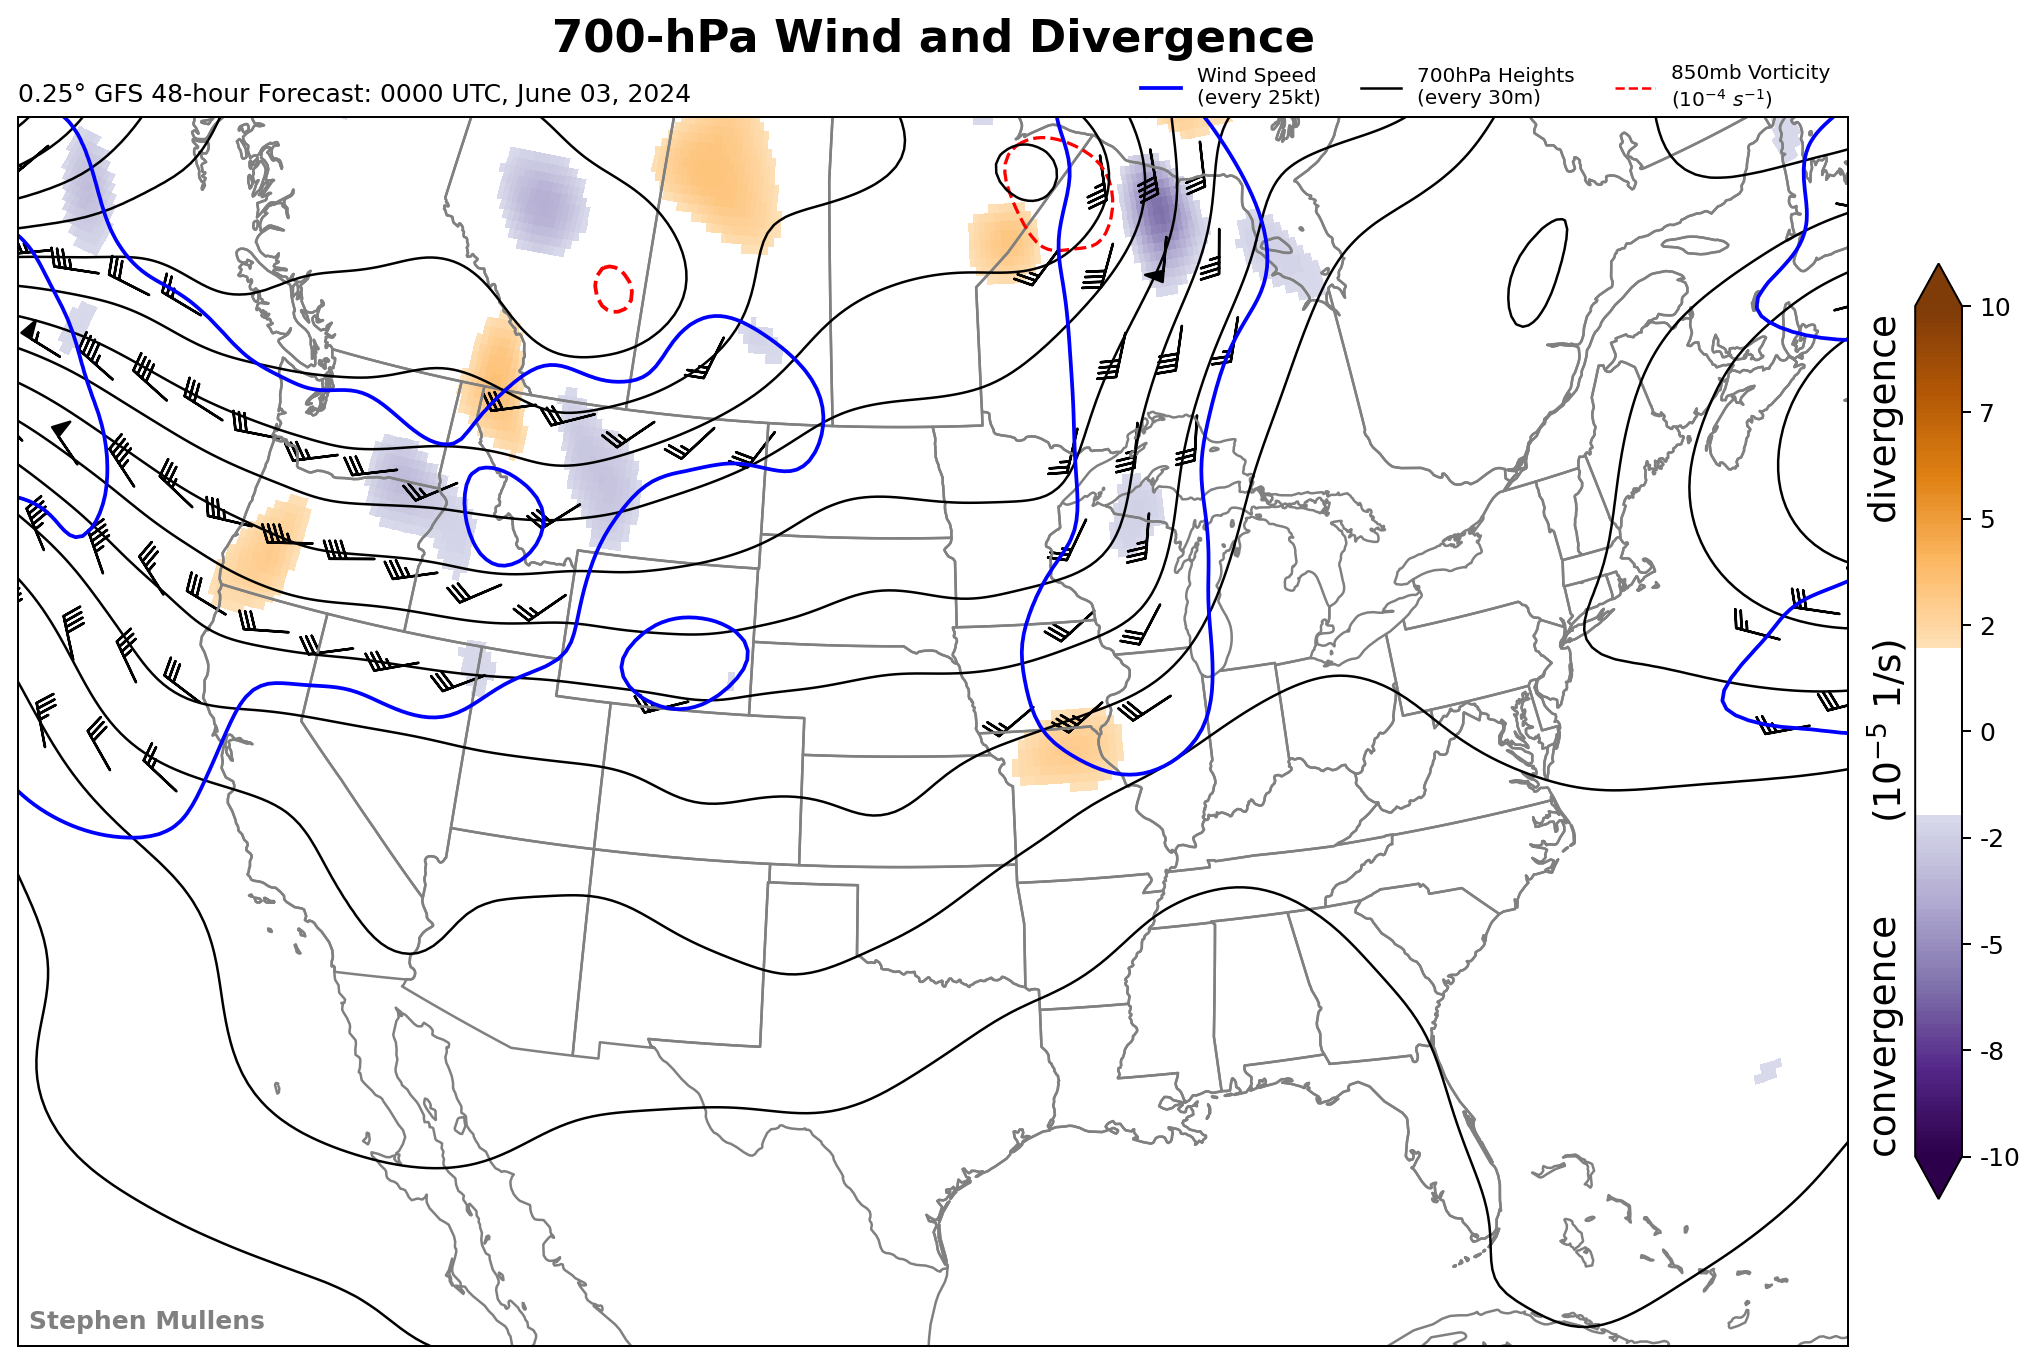 700-hPa Wind and Divergence
0.25° GFS 48-hour Forecast: 0000 UTC, June 03, 2024
Wind Speed
(every 25kt)
700hPa Heights
(every 30m)
850mb Vorticity
(10⁻⁴ s⁻¹)
10
7
5
2
0
-2
-5
-8
-10
convergence (10⁻⁵ 1/s) divergence
Stephen Mullens